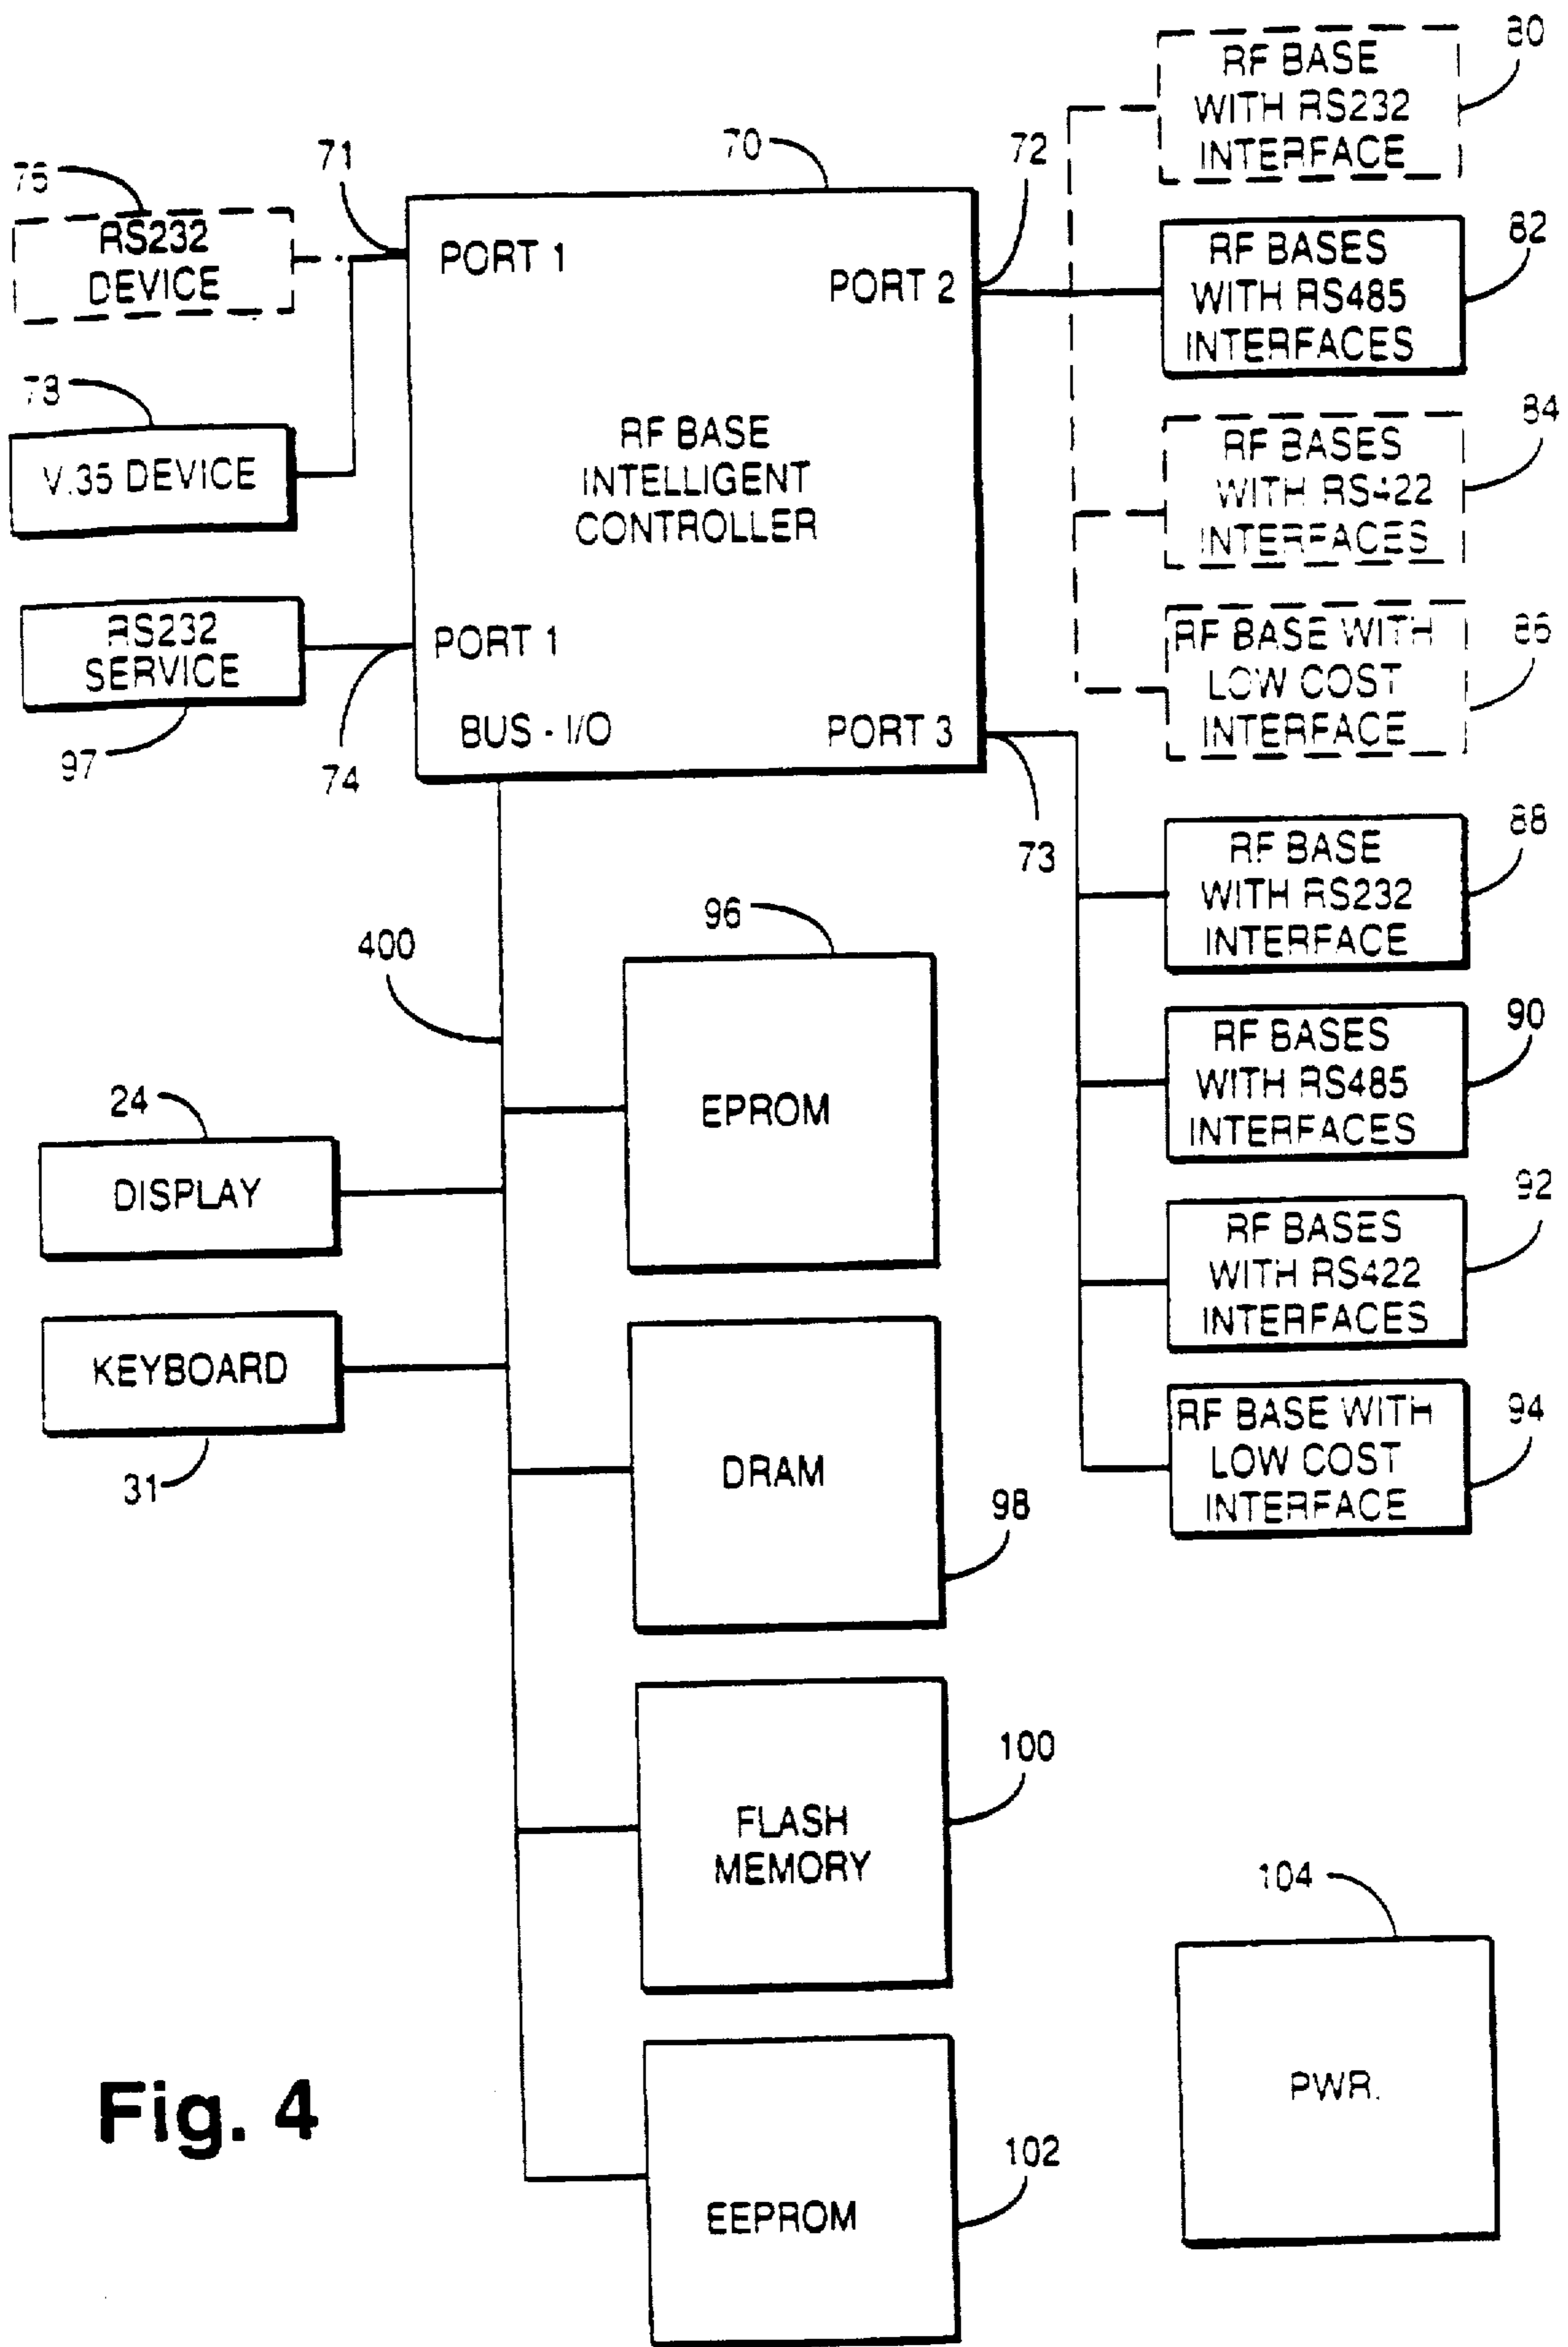 80
RF BASE
WITH RS232
INTERFACE
76
RS232
DEVICE
71
70
72
PORT 1
PORT 2
RF BASES
WITH RS485
INTERFACES
82
78
V.35 DEVICE
RF BASE
INTELLIGENT
CONTROLLER
RF BASES
WITH RS422
INTERFACES
84
RS232
SERVICE
97
PORT 1
74
BUS - I/O
PORT 3
73
RF BASE WITH
LOW COST
INTERFACE
86
RF BASE
WITH RS232
INTERFACE
88
400
96
EPROM
RF BASES
WITH RS485
INTERFACES
90
24
DISPLAY
RF BASES
WITH RS422
INTERFACES
92
KEYBOARD
31
DRAM
98
RF BASE WITH
LOW COST
INTERFACE
94
FLASH
MEMORY
100
104
PWR.
EEPROM
102
Fig. 4